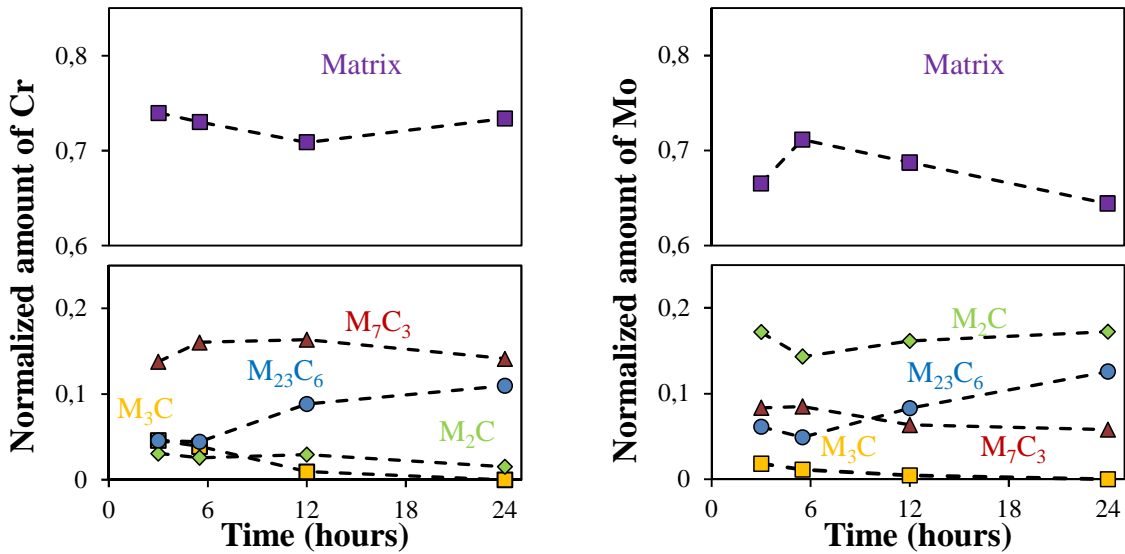 Normalized amount of Cr
0,8
0,7
0,6
Matrix
0,2
0,1
0
M₇C₃
M₂₃C₆
M₃C
M₂C
0 6 12 24
Time (hours)
Normalized amount of Mo
0,8
0,7
0,6
Matrix
0,2
0,1
0
M₂C
M₂₃C₆
M₃C
M₇C₃
0 6 12 24
Time (hours)